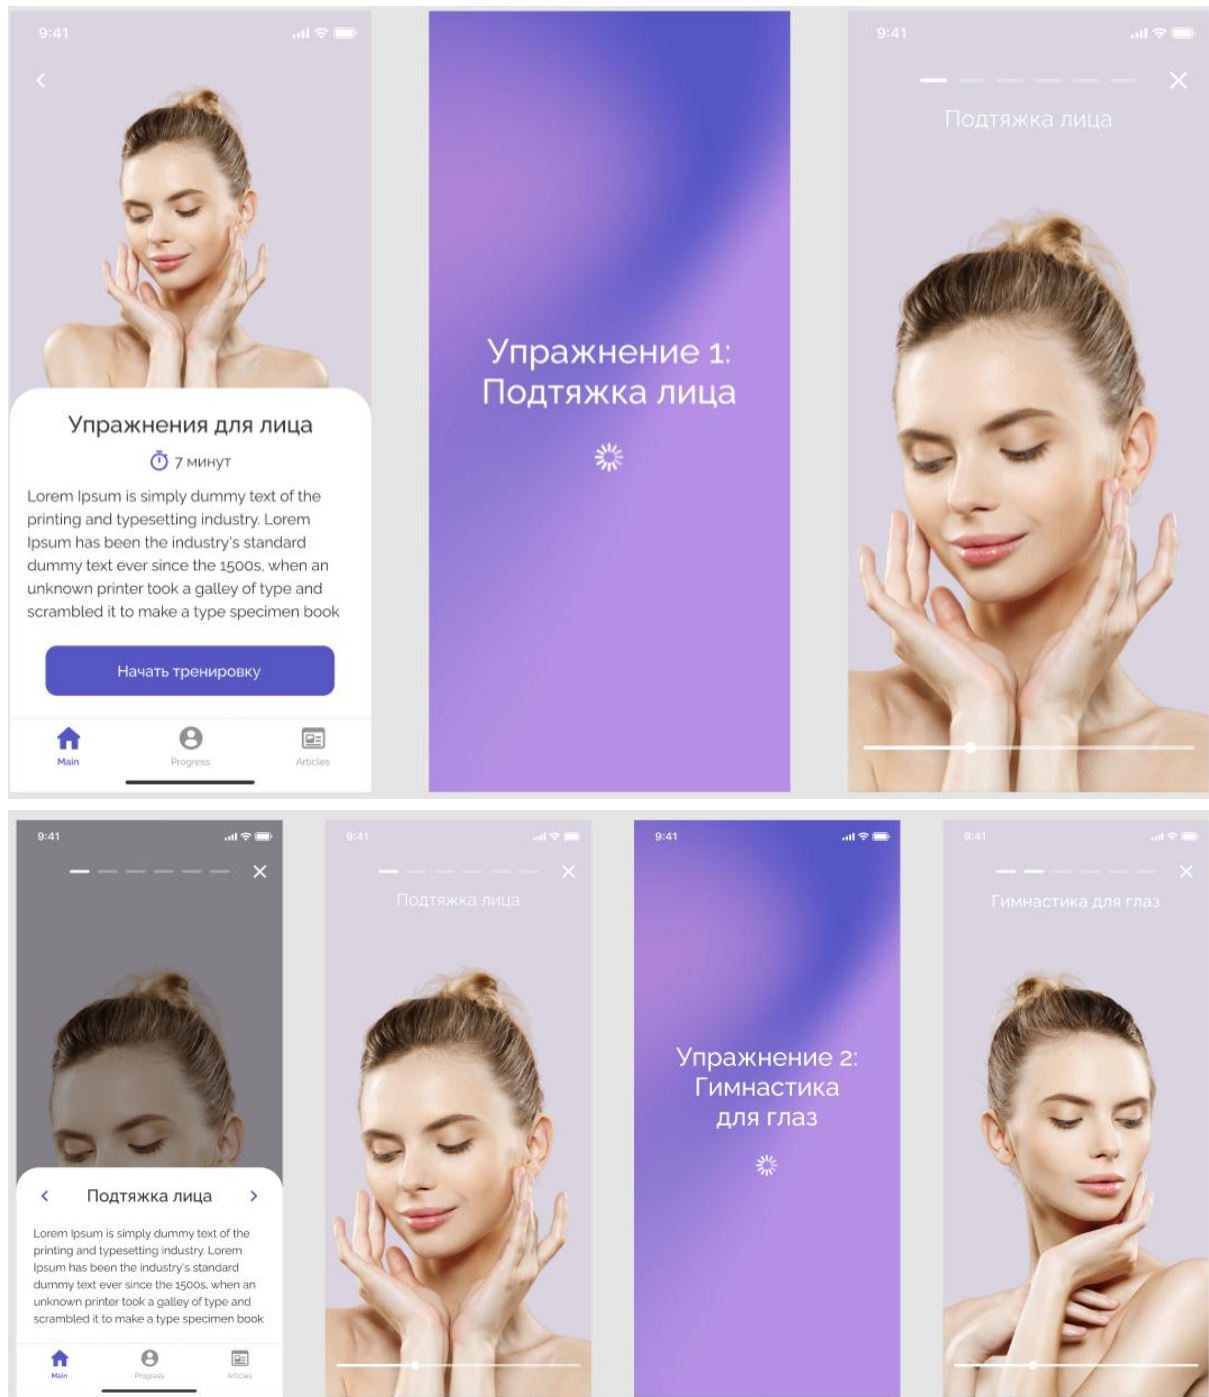 9:41
Упражнения для лица
7 минут
Lorem Ipsum is simply dummy text of the
printing and typesetting industry. Lorem
Ipsum has been the industry's standard
dummy text ever since the 1500s, when an
unknown printer took a galley of type and
scrambled it to make a type specimen book
Начать тренировку
Main Progress Articles
Упражнение 1:
Подтяжка лица
9:41
Подтяжка лица
9:41
Подтяжка лица
Lorem Ipsum is simply dummy text of the
printing and typesetting industry. Lorem
Ipsum has been the industry's standard
dummy text ever since the 1500s, when an
unknown printer took a galley of type and
scrambled it to make a type specimen book
Main Progress Articles
9:41
Подтяжка лица
9:41
Упражнение 2:
Гимнастика
для глаз
9:41
Гимнастика для глаз